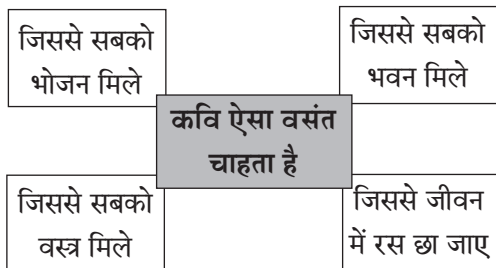 जिससे सबको
भोजन मिले
जिससे सबको
भवन मिले
कवि ऐसा वसंत
चाहता है
जिससे सबको
वस्त्र मिले
जिससे जीवन
में रस छा जाए